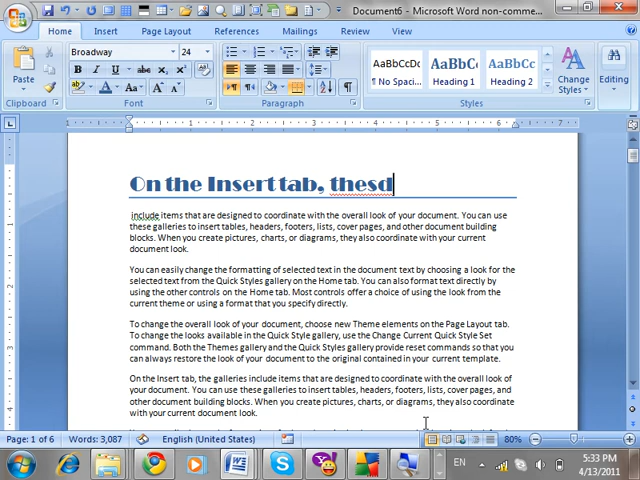 Document6 - Microsoft Word non-comme...
Home Insert Page Layout References Mailings Review View
Broadway 24
Paste
B I U abc x₂ x²
AaBbCcDc AaBbCc AaBbCc
¶ No Spaci... Heading 1 Heading 2
Change Styles
Editing
Clipboard Font Paragraph Styles
1 1 2 3 4 5 6
On the Insert tab, thesd
include items that are designed to coordinate with the overall look of your document. You can use
these galleries to insert tables, headers, footers, lists, cover pages, and other document building
blocks. When you create pictures, charts, or diagrams, they also coordinate with your current
document look.
You can easily change the formatting of selected text in the document text by choosing a look for the
selected text from the Quick Styles gallery on the Home tab. You can also format text directly by
using the other controls on the Home tab. Most controls offer a choice of using the look from the
current theme or using a format that you specify directly.
To change the overall look of your document, choose new Theme elements on the Page Layout tab.
To change the looks available in the Quick Style gallery, use the Change Current Quick Style Set
command. Both the Themes gallery and the Quick Styles gallery provide reset commands so that you
can always restore the look of your document to the original contained in your current template.
On the Insert tab, the galleries include items that are designed to coordinate with the overall look of
your document. You can use these galleries to insert tables, headers, footers, lists, cover pages, and
other document building blocks. When you create pictures, charts, or diagrams, they also coordinate
with your current document look.
Page: 1 of 6 Words: 3,087 English (United States) 80%
EN 5:33 PM
4/13/2011